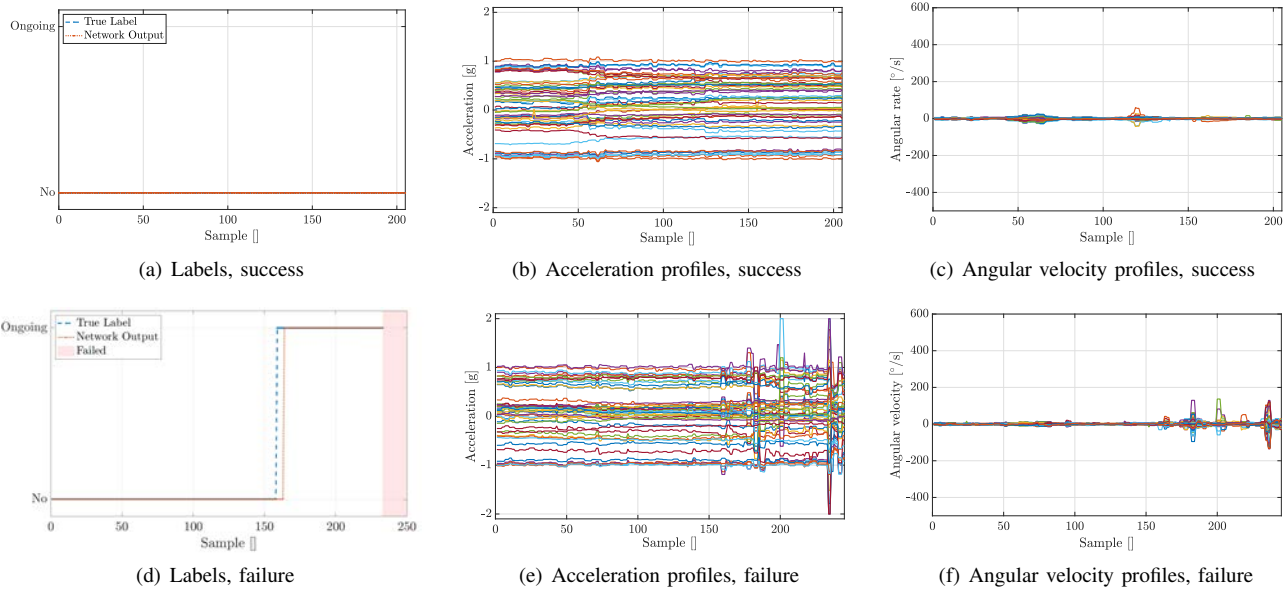 Ongoing
True Label
Network Output
No
0
50
100
150
200
Sample []
(a) Labels, success
2
1
0
-1
-2
Acceleration [g]
0
50
100
150
200
Sample []
(b) Acceleration profiles, success
600
400
200
0
-200
-400
Angular rate [°/s]
0
50
100
150
200
Sample []
(c) Angular velocity profiles, success
Ongoing
True Label
Network Output
Failed
No
0
50
100
150
200
250
Sample []
(d) Labels, failure
2
1
0
-1
-2
Acceleration [g]
0
50
100
150
200
Sample []
(e) Acceleration profiles, failure
600
400
200
0
-200
-400
Angular velocity [°/s]
0
50
100
150
200
Sample []
(f) Angular velocity profiles, failure